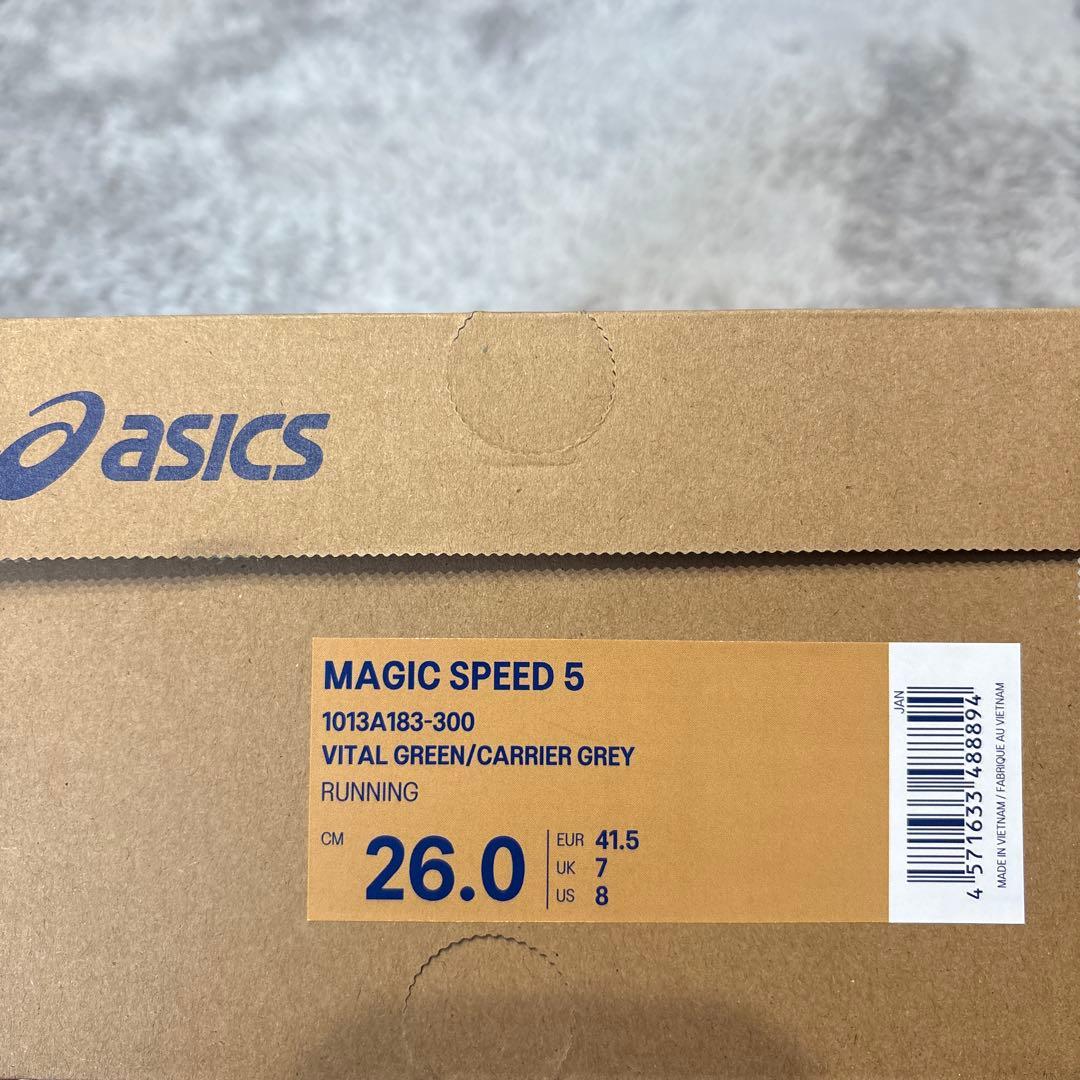 asics
MAGIC SPEED 5
1013A183-300
VITAL GREEN/CARRIER GREY
RUNNING
CM 26.0
EUR 41.5
UK 7
US 8
JAN
4 571633 488894
MADE IN VIETNAM / FABRIQUE AU VIETNAM